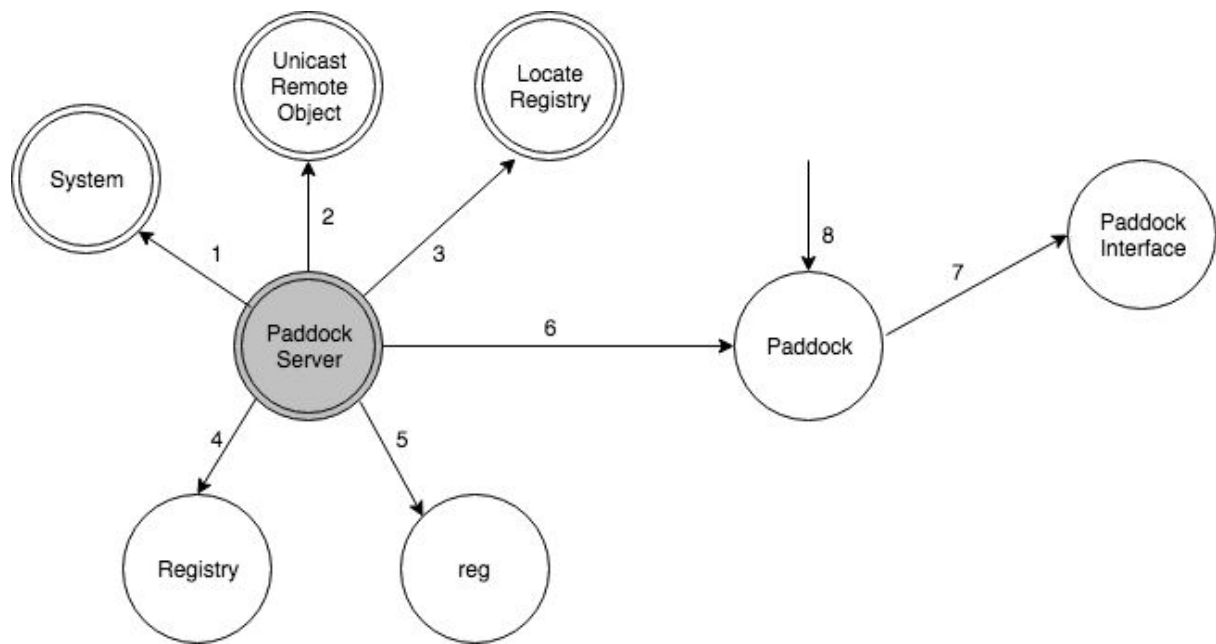 Unicast
Remote
Object
Locate
Registry
System
1
2
3
8
Paddock
Interface
7
Paddock
Server
6
Paddock
4
5
Registry
reg